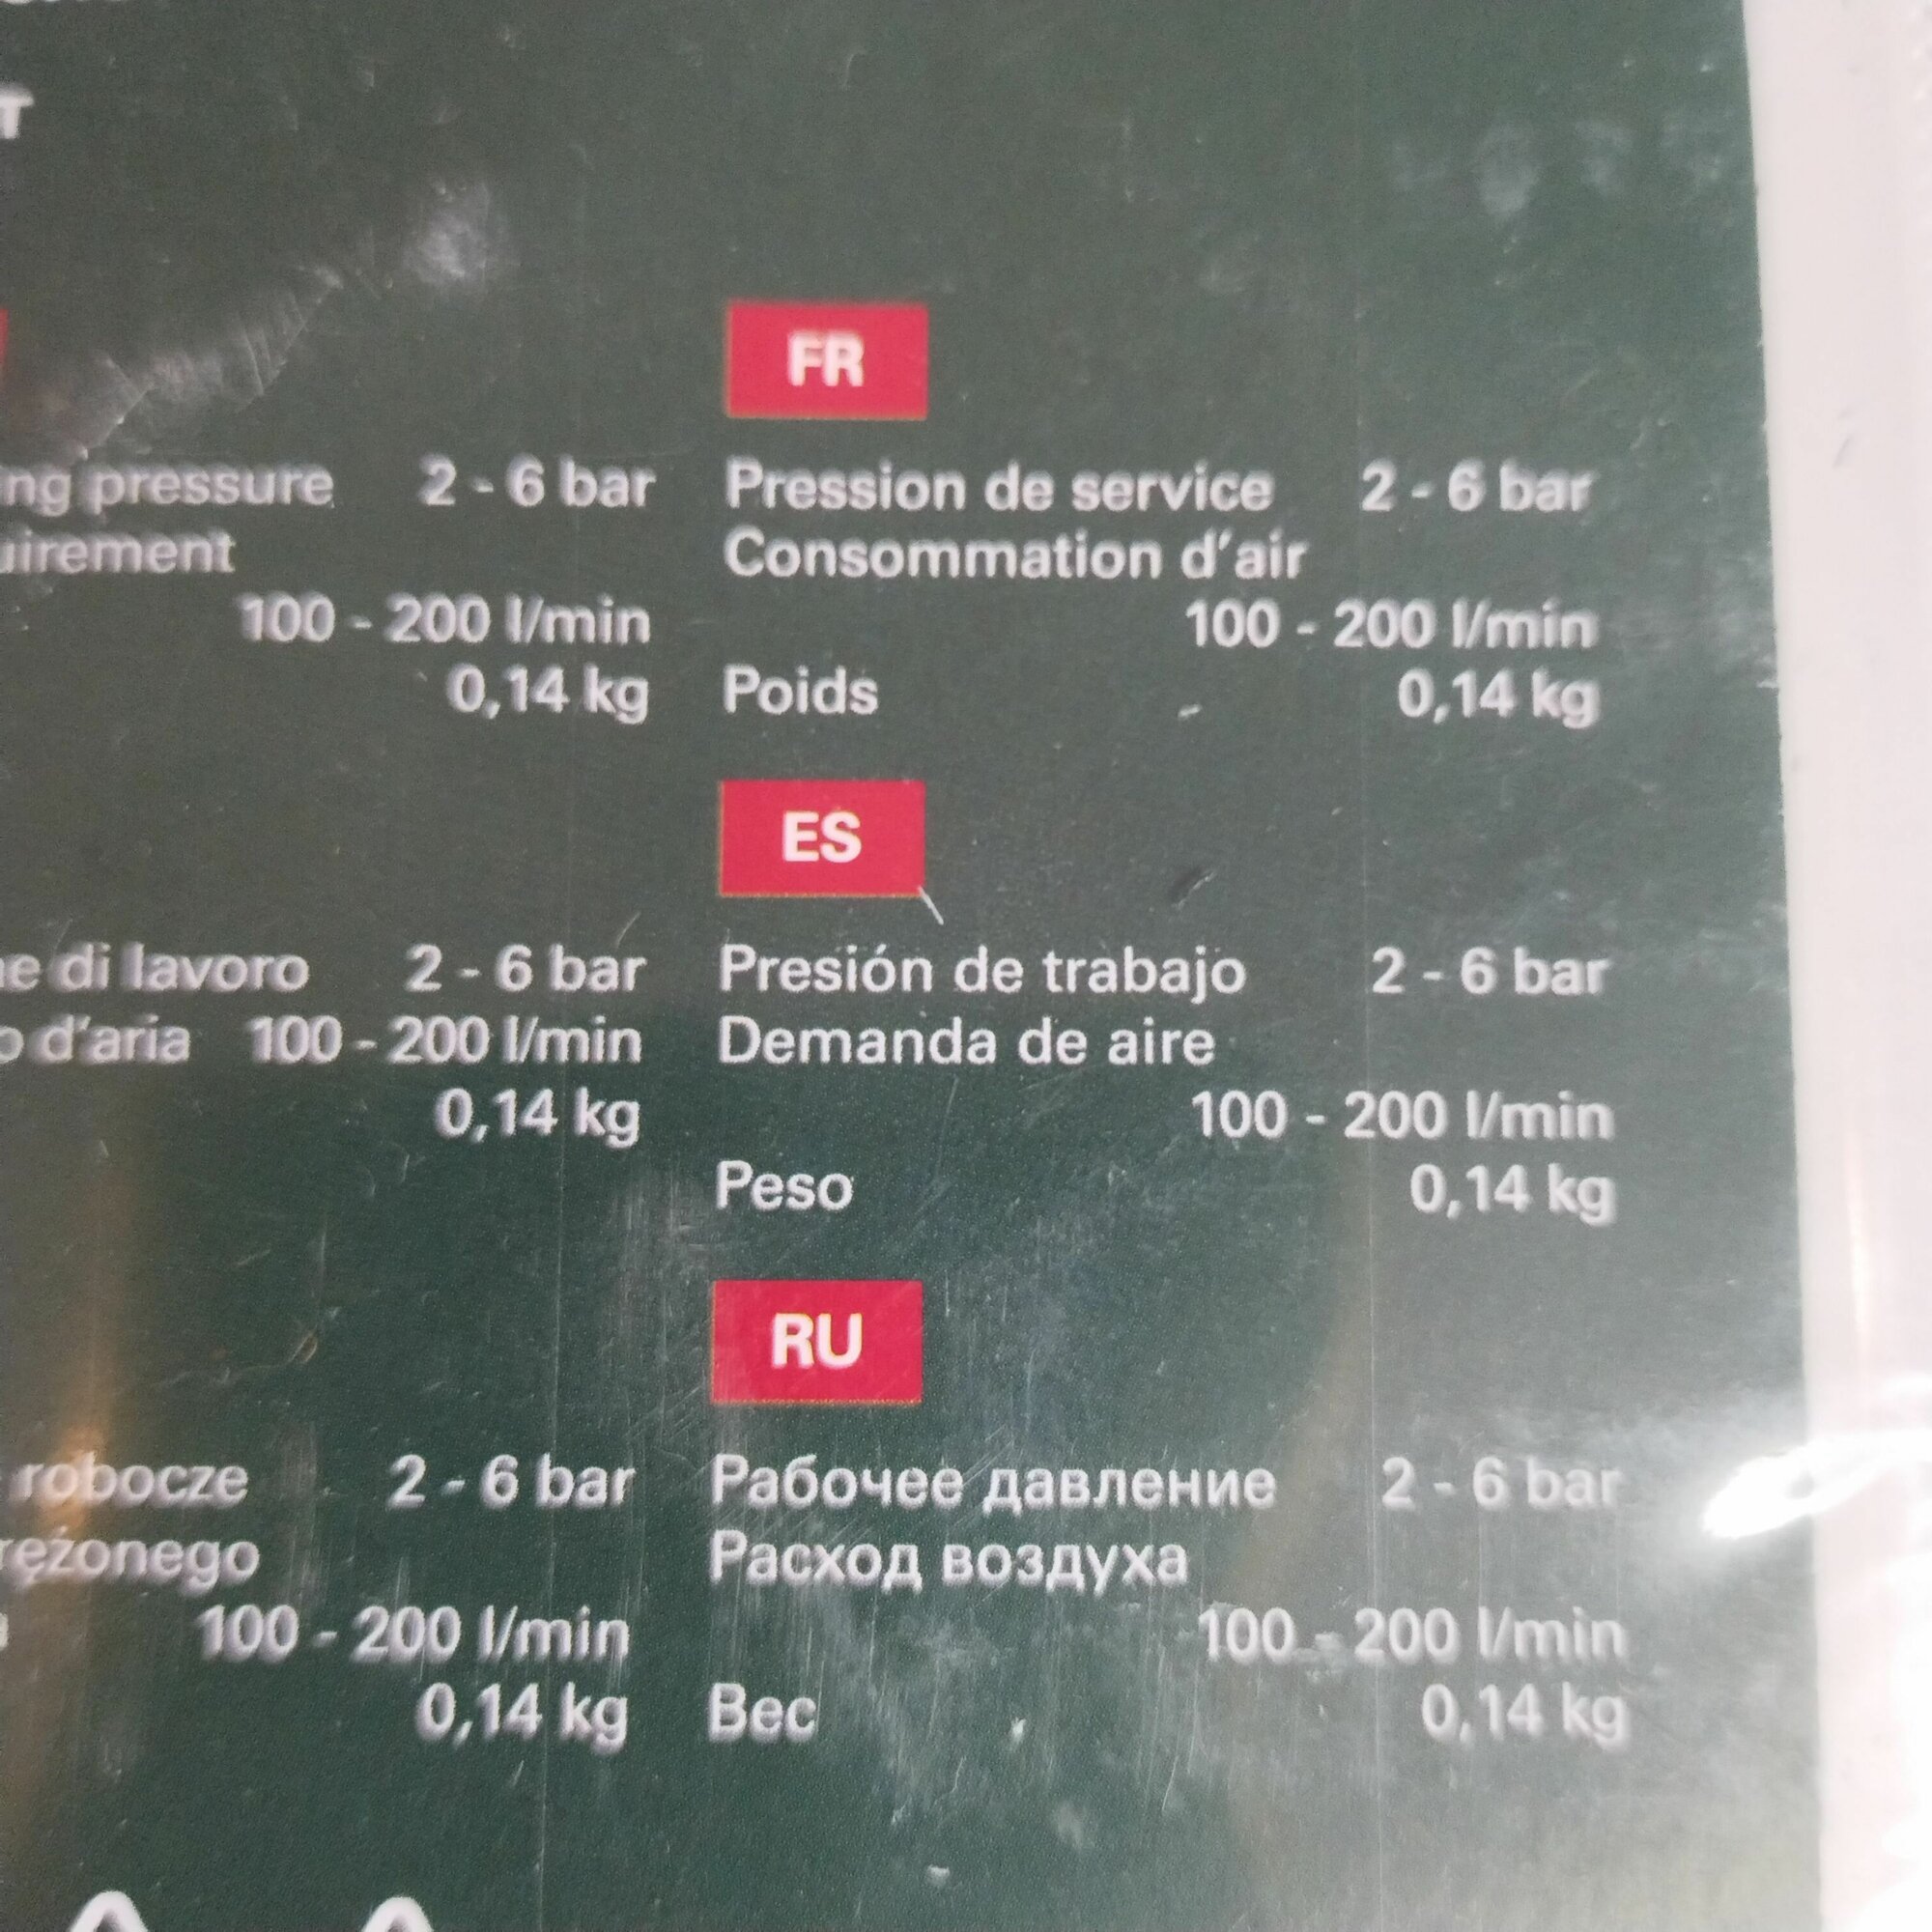 T
FR
ng pressure 2 - 6 bar
uirement
100 - 200 l/min
0,14 kg
Pression de service 2 - 6 bar
Consommation d'air
100 - 200 l/min
Poids 0,14 kg
ES
e di lavoro 2 - 6 bar
o d'aria 100 - 200 l/min
0,14 kg
Presión de trabajo 2 - 6 bar
Demanda de aire
100 - 200 l/min
Peso 0,14 kg
RU
robocze 2 - 6 bar
rężonego
100 - 200 l/min
0,14 kg
Рабочее давление 2 - 6 bar
Расход воздуха
100 - 200 l/min
Вес 0,14 kg